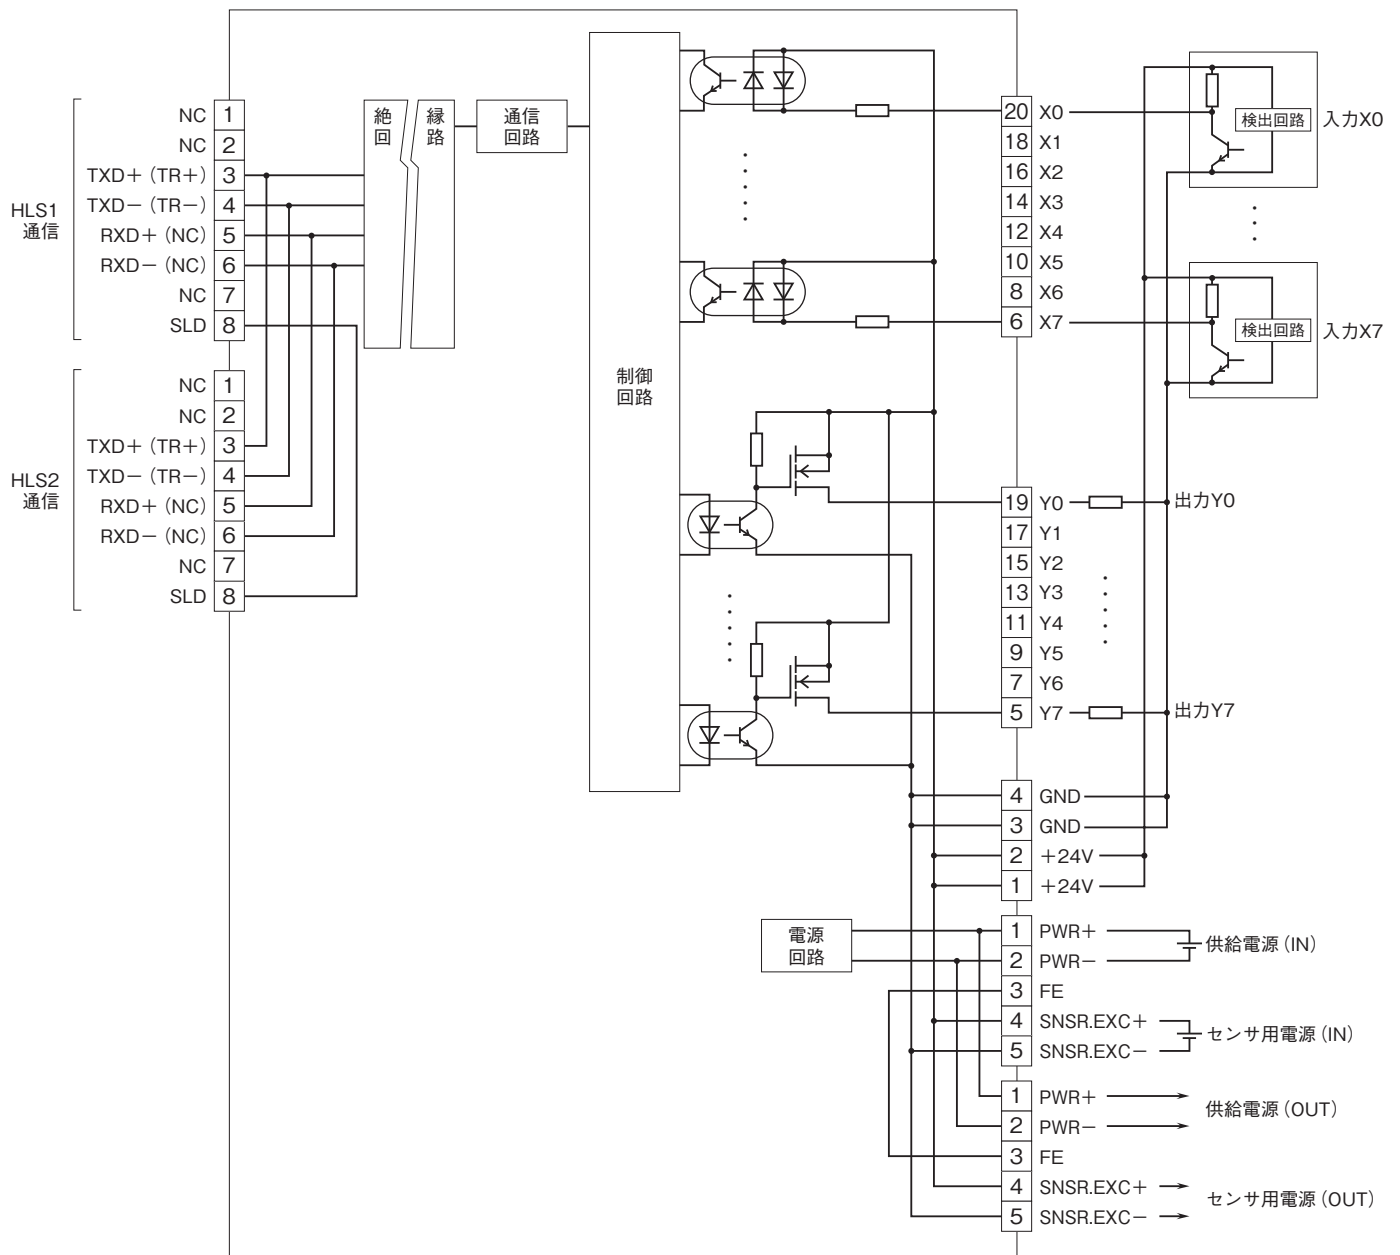 HLS1
通信
NC 1
NC 2
TXD+(TR+) 3
TXD-(TR-) 4
RXD+(NC) 5
RXD-(NC) 6
NC 7
SLD 8
HLS2
通信
NC 1
NC 2
TXD+(TR+) 3
TXD-(TR-) 4
RXD+(NC) 5
RXD-(NC) 6
NC 7
SLD 8
絶縁
回路
通信
回路
制御
回路
20 X0
18 X1
16 X2
14 X3
12 X4
10 X5
8 X6
6 X7
検出回路 入力X0
検出回路 入力X7
19 Y0 出力Y0
17 Y1
15 Y2
13 Y3
11 Y4
9 Y5
7 Y6
5 Y7 出力Y7
4 GND
3 GND
2 +24V
1 +24V
電源
回路
1 PWR+
2 PWR-
供給電源(IN)
3 FE
4 SNSR.EXC+
5 SNSR.EXC-
センサ用電源(IN)
1 PWR+
2 PWR-
供給電源(OUT)
3 FE
4 SNSR.EXC+
5 SNSR.EXC-
センサ用電源(OUT)